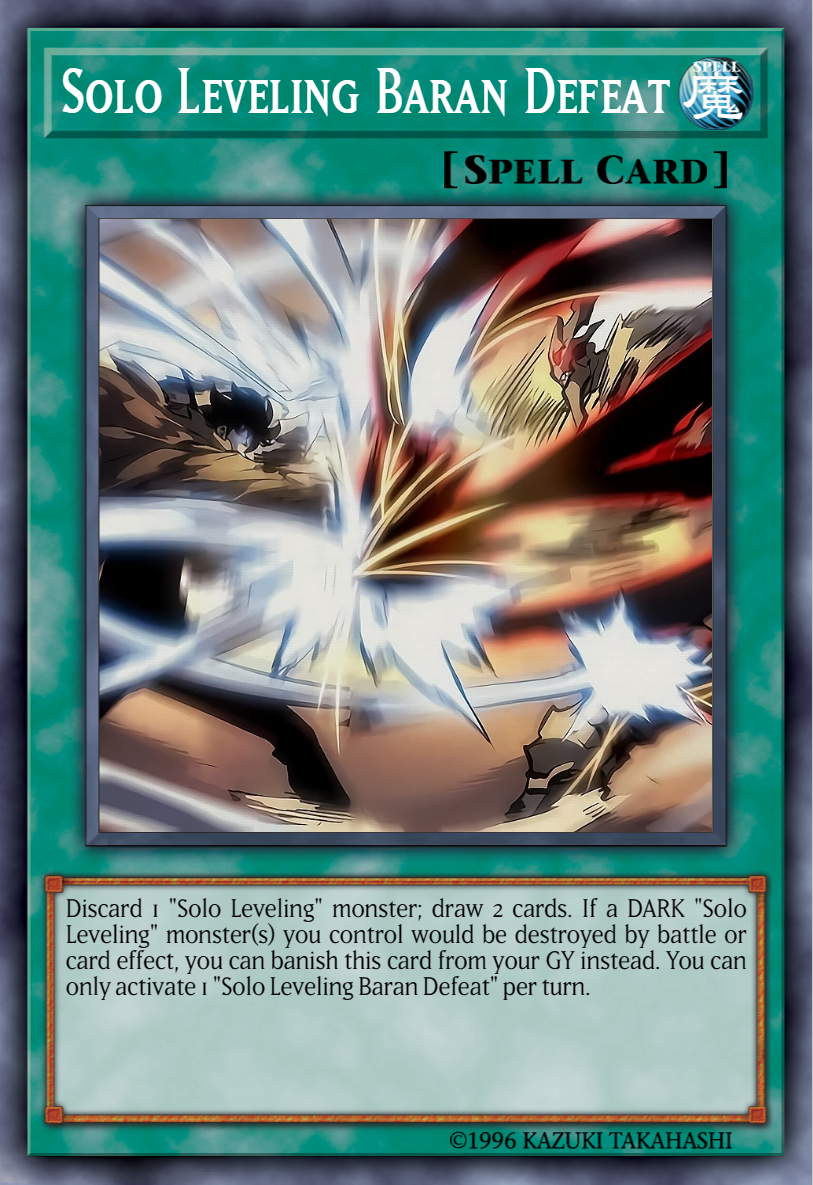 Solo Leveling Baran Defeat
SPELL
魔
[Spell Card]
Discard 1 "Solo Leveling" monster; draw 2 cards. If a DARK "Solo
Leveling" monster(s) you control would be destroyed by battle or
card effect, you can banish this card from your GY instead. You can
only activate 1 "Solo Leveling Baran Defeat" per turn.
©1996 KAZUKI TAKAHASHI